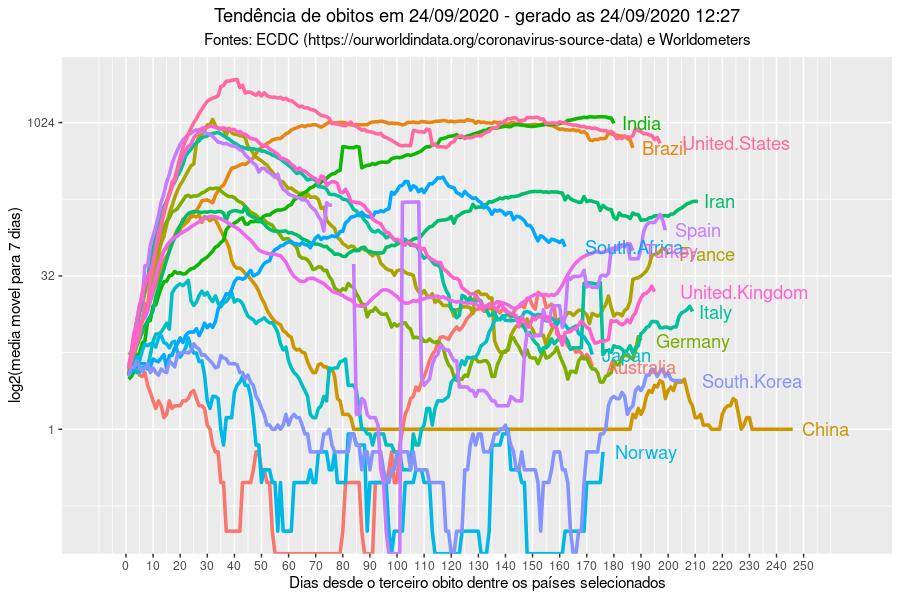 Tendência de obitos em 24/09/2020 - gerado as 24/09/2020 12:27
Fontes: ECDC (https://ourworldindata.org/coronavirus-source-data) e Worldometers
log2(media movel para 7 dias)
1024
32
1
India
United.States
Brazil
Iran
Spain
South.Africa
Turkey
France
United.Kingdom
Italy
Germany
Japan
Australia
South.Korea
China
Norway
0 10 20 30 40 50 60 70 80 90 100 110 120 130 140 150 160 170 180 190 200 210 220 230 240 250
Dias desde o terceiro obito dentre os países selecionados